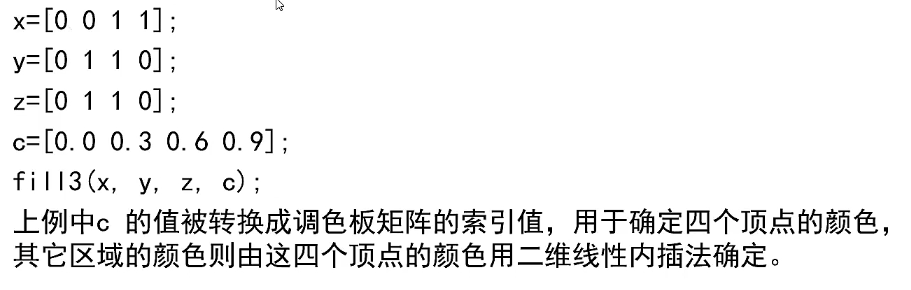 x=[0 0 1 1];
y=[0 1 1 0];
z=[0 1 1 0];
c=[0.0 0.3 0.6 0.9];
fill3(x, y, z, c);
上例中c 的值被转换成调色板矩阵的索引值，用于确定四个顶点的颜色，
其它区域的颜色则由这四个顶点的颜色用二维线性内插法确定。